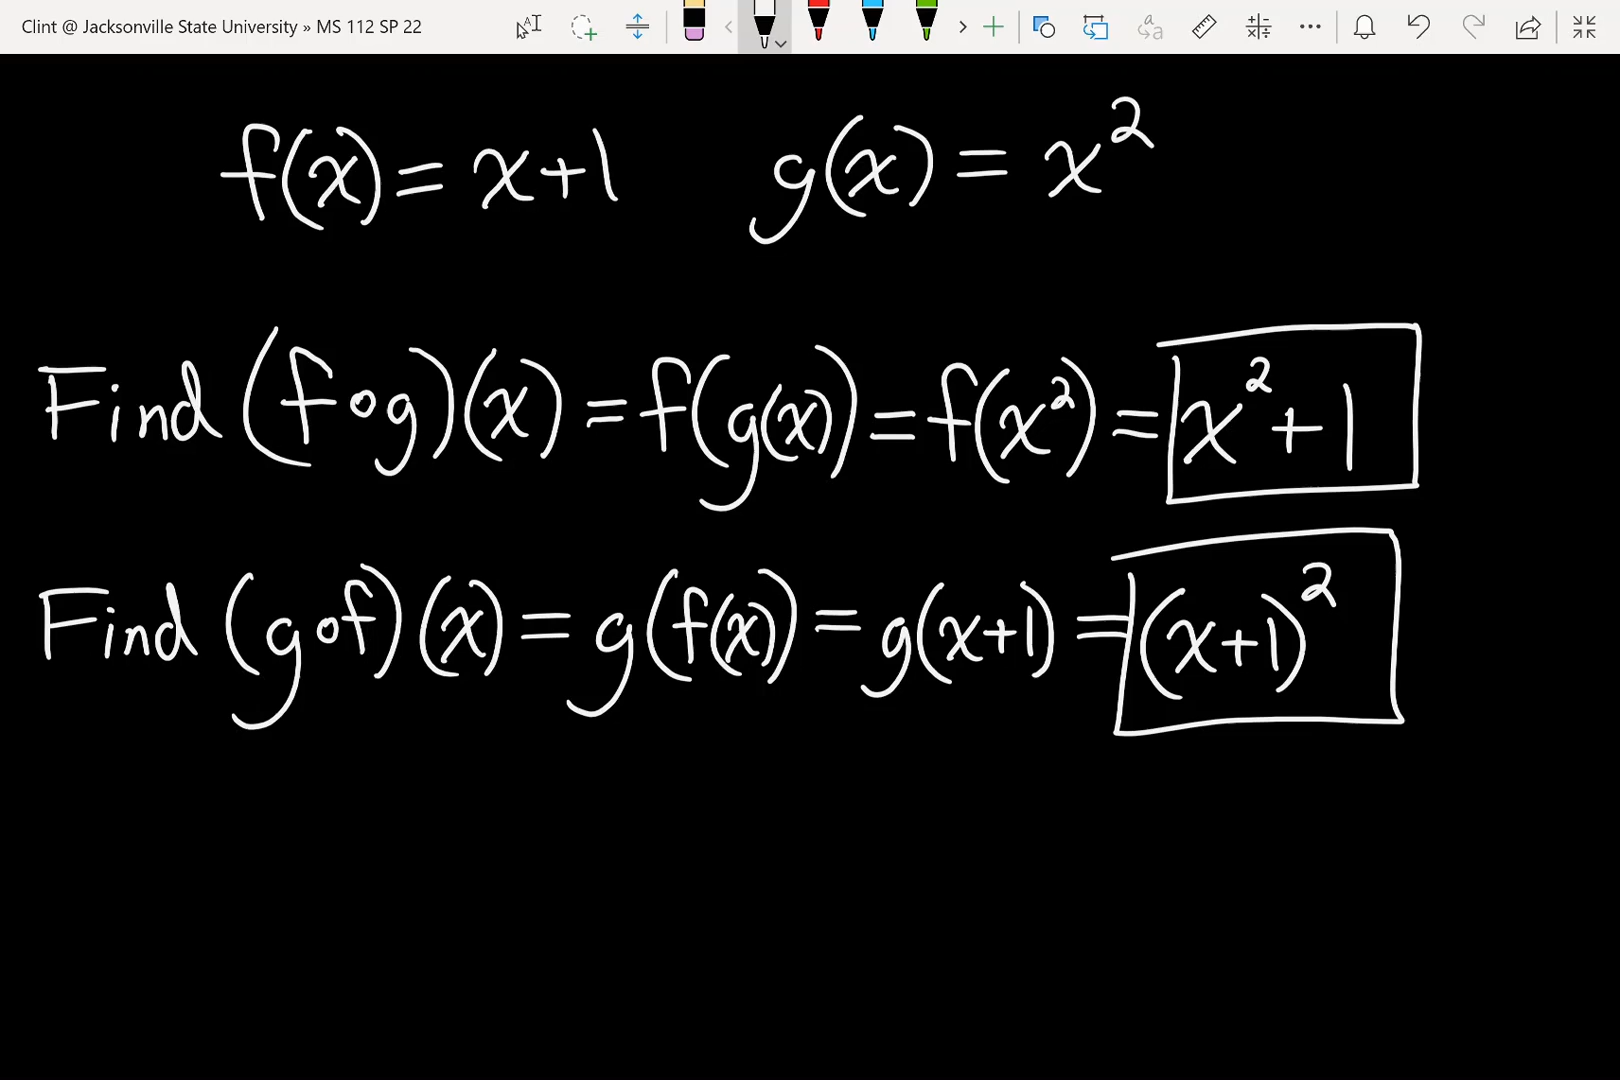 Clint @ Jacksonville State University » MS 112 SP 22
f(x) = x+1 g(x) = x²
Find (f∘g)(x) = f(g(x)) = f(x²) = x²+1
Find (g∘f)(x) = g(f(x)) = g(x+1) = (x+1)²